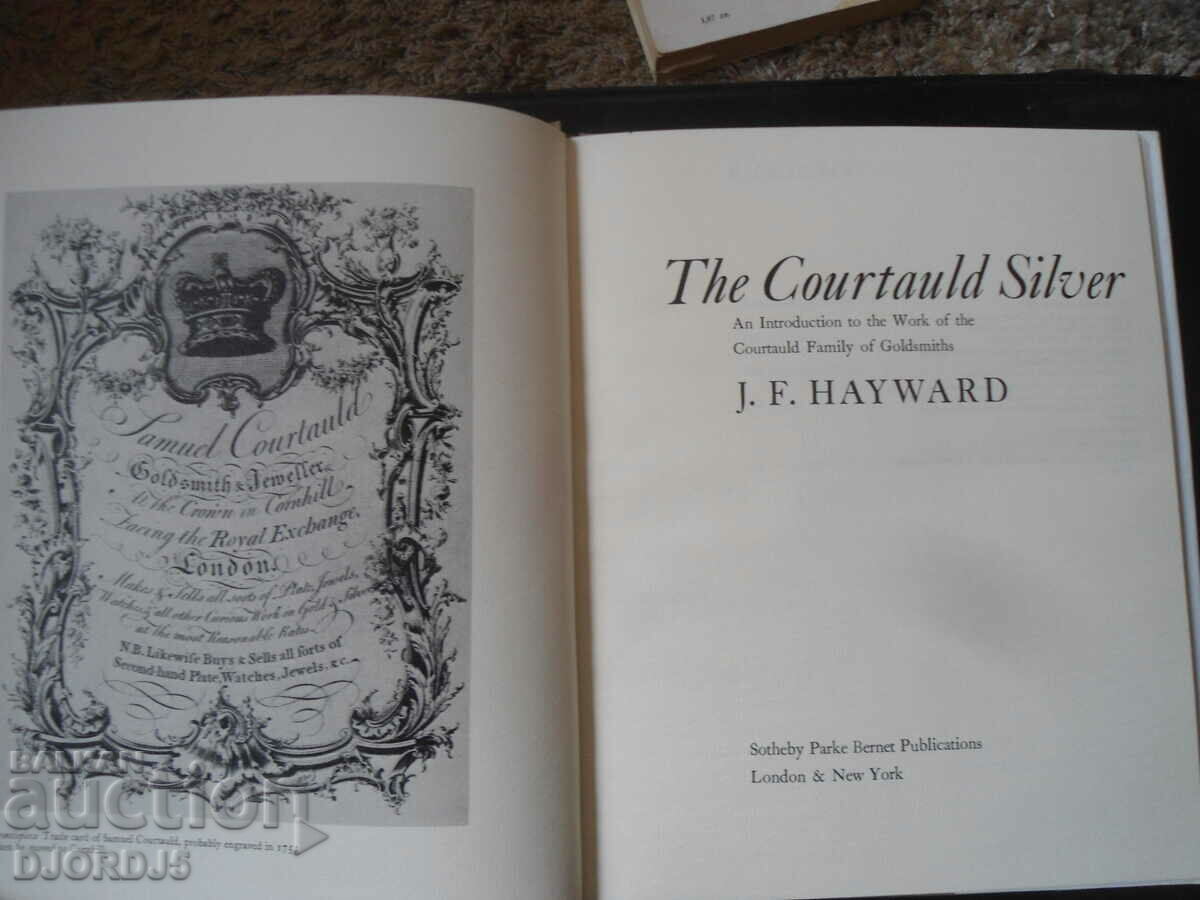 3,87 лв.
Samuel Courtauld
Goldsmith & Jeweller,
At the Crown in Cornhill
Facing the Royal Exchange,
London.
Makes & Sells all sorts of Plate, Jewels,
Watches & all other Curious Work in Gold & Silver
at the most Reasonable Rates
N.B. Likewiſe Buys & Sells all ſorts of
Second-hand Plate, Watches, Jewels, &c.
Trade card of Samuel Courtauld, probably engraved in 175
The Courtauld Silver
An Introduction to the Work of the
Courtauld Family of Goldsmiths
J. F. HAYWARD
Sotheby Parke Bernet Publications
London & New York
BALKAN
auction
DJORDJ5